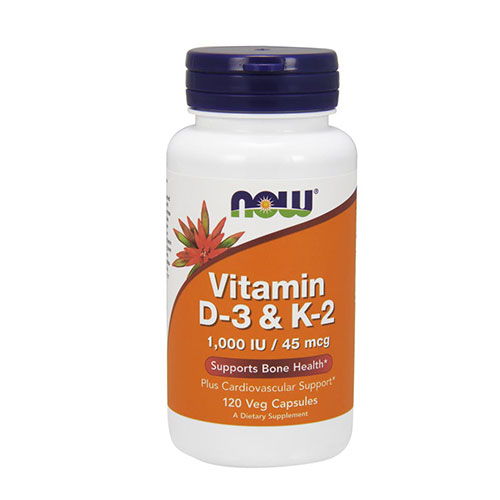 NOW®
Vitamin
D-3 & K-2
1,000 IU / 45 mcg
Supports Bone Health*
Plus Cardiovascular Support*
120 Veg Capsules
A Dietary Supplement